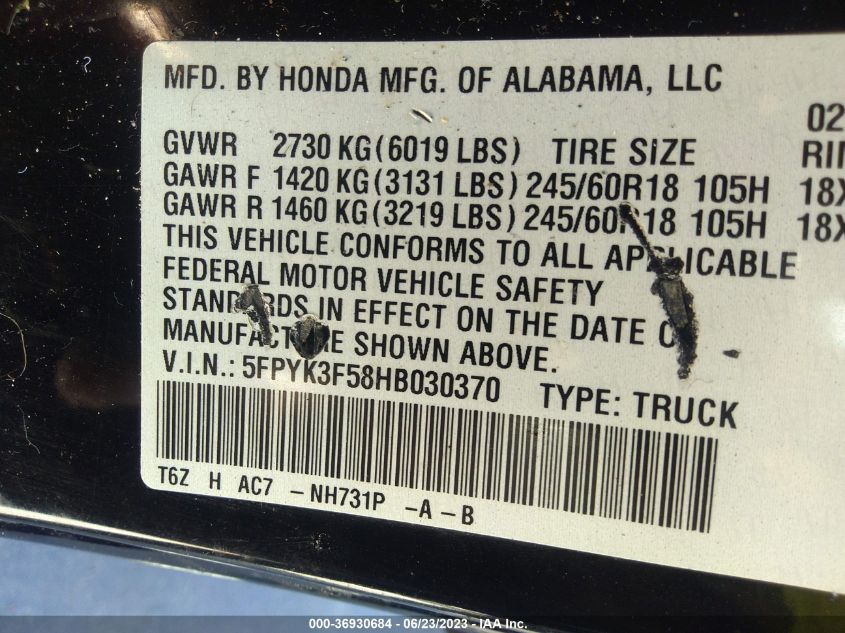 MFD. BY HONDA MFG. OF ALABAMA, LLC
02
GVWR 2730 KG (6019 LBS) TIRE SIZE
GAWR F 1420 KG (3131 LBS) 245/60R18 105H 18X
GAWR R 1460 KG (3219 LBS) 245/60R18 105H 18X
THIS VEHICLE CONFORMS TO ALL APPLICABLE
FEDERAL MOTOR VEHICLE SAFETY
STANDARDS IN EFFECT ON THE DATE OF
MANUFACTURE SHOWN ABOVE.
V.I.N.: 5FPYK3F58HB030370 TYPE: TRUCK
T6Z H AC7 -NH731P -A-B
000-36930684 - 06/23/2023 - IAA Inc.